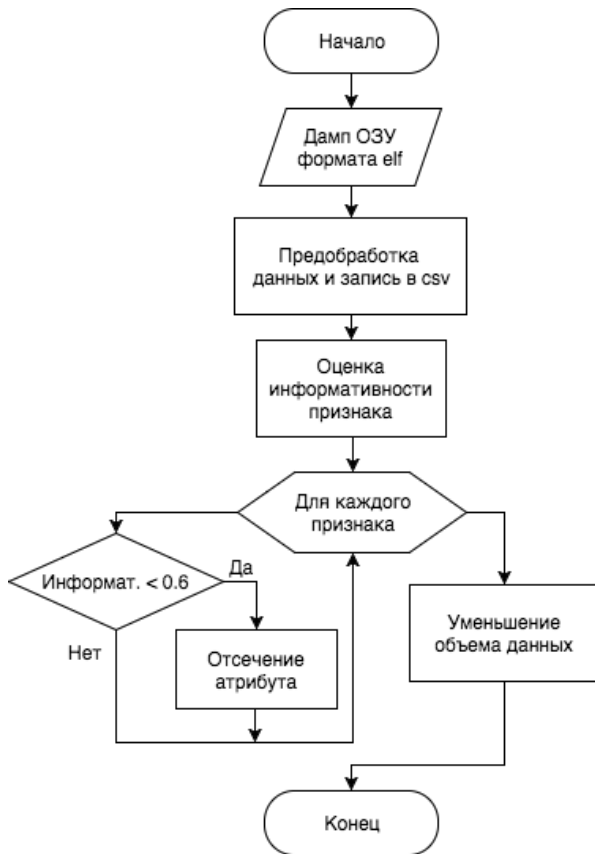 Начало
Дамп ОЗУ
формата elf
Предобработка
данных и запись в csv
Оценка
информативности
признака
Для каждого
признака
Информат. < 0.6
Да
Нет
Отсечение
атрибута
Уменьшение
объема данных
Конец